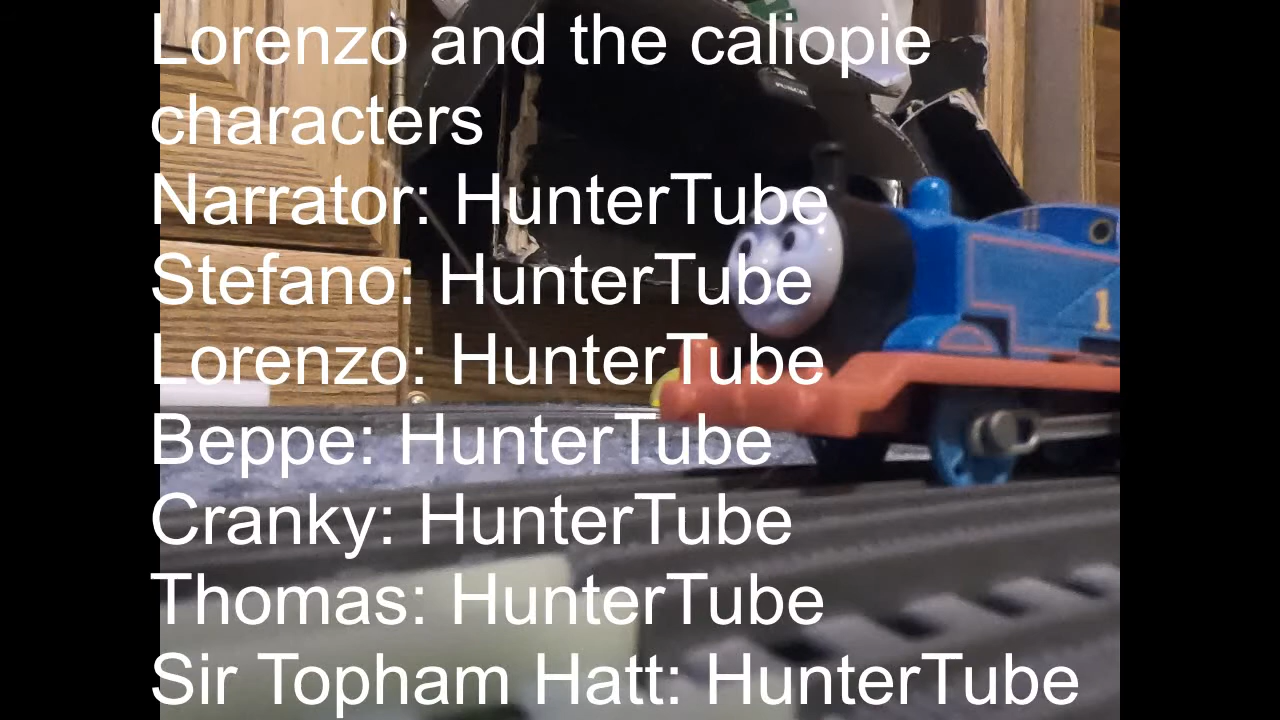 Lorenzo and the caliopie
characters
Narrator: HunterTube
Stefano: HunterTube
Lorenzo: HunterTube
Beppe: HunterTube
Cranky: HunterTube
Thomas: HunterTube
Sir Topham Hatt: HunterTube
1